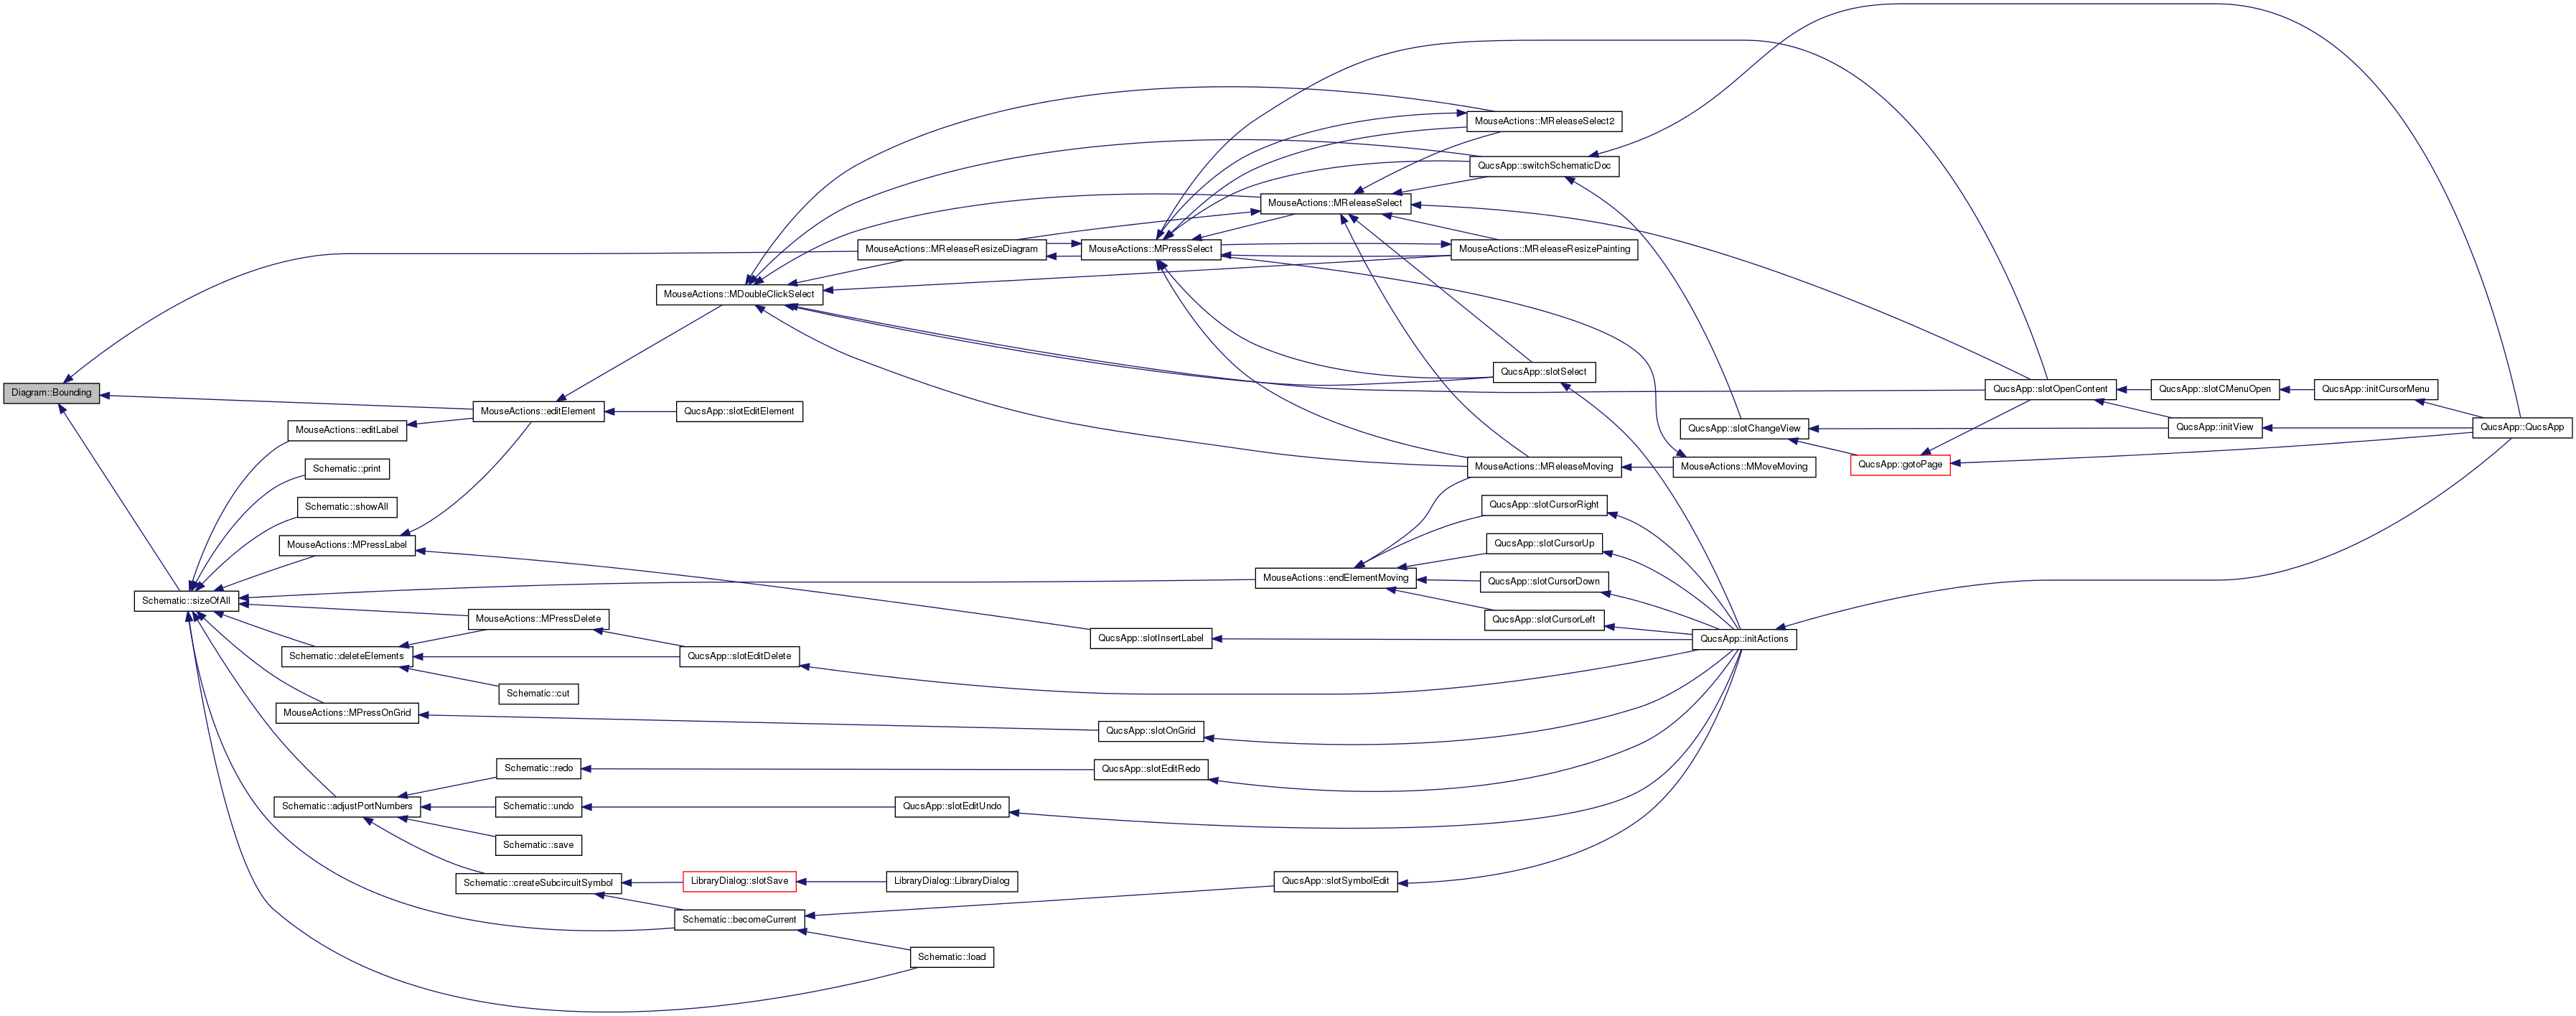 MouseActions::MReleaseSelect2
QucsApp::switchSchematicDoc
MouseActions::MReleaseSelect
MouseActions::MReleaseResizeDiagram
MouseActions::MPressSelect
MouseActions::MReleaseResizePainting
MouseActions::MDoubleClickSelect
QucsApp::slotSelect
Diagram::Bounding
QucsApp::slotOpenContent
QucsApp::slotCMenuOpen
QucsApp::initCursorMenu
MouseActions::editElement
QucsApp::slotEditElement
MouseActions::editLabel
QucsApp::slotChangeView
QucsApp::initView
QucsApp::QucsApp
Schematic::print
MouseActions::MReleaseMoving
MouseActions::MMoveMoving
QucsApp::gotoPage
Schematic::showAll
QucsApp::slotCursorRight
MouseActions::MPressLabel
QucsApp::slotCursorUp
MouseActions::endElementMoving
QucsApp::slotCursorDown
Schematic::sizeOfAll
MouseActions::MPressDelete
QucsApp::slotCursorLeft
QucsApp::slotInsertLabel
QucsApp::initActions
Schematic::deleteElements
QucsApp::slotEditDelete
Schematic::cut
MouseActions::MPressOnGrid
QucsApp::slotOnGrid
Schematic::redo
QucsApp::slotEditRedo
Schematic::adjustPortNumbers
Schematic::undo
QucsApp::slotEditUndo
Schematic::save
Schematic::createSubcircuitSymbol
LibraryDialog::slotSave
LibraryDialog::LibraryDialog
QucsApp::slotSymbolEdit
Schematic::becomeCurrent
Schematic::load